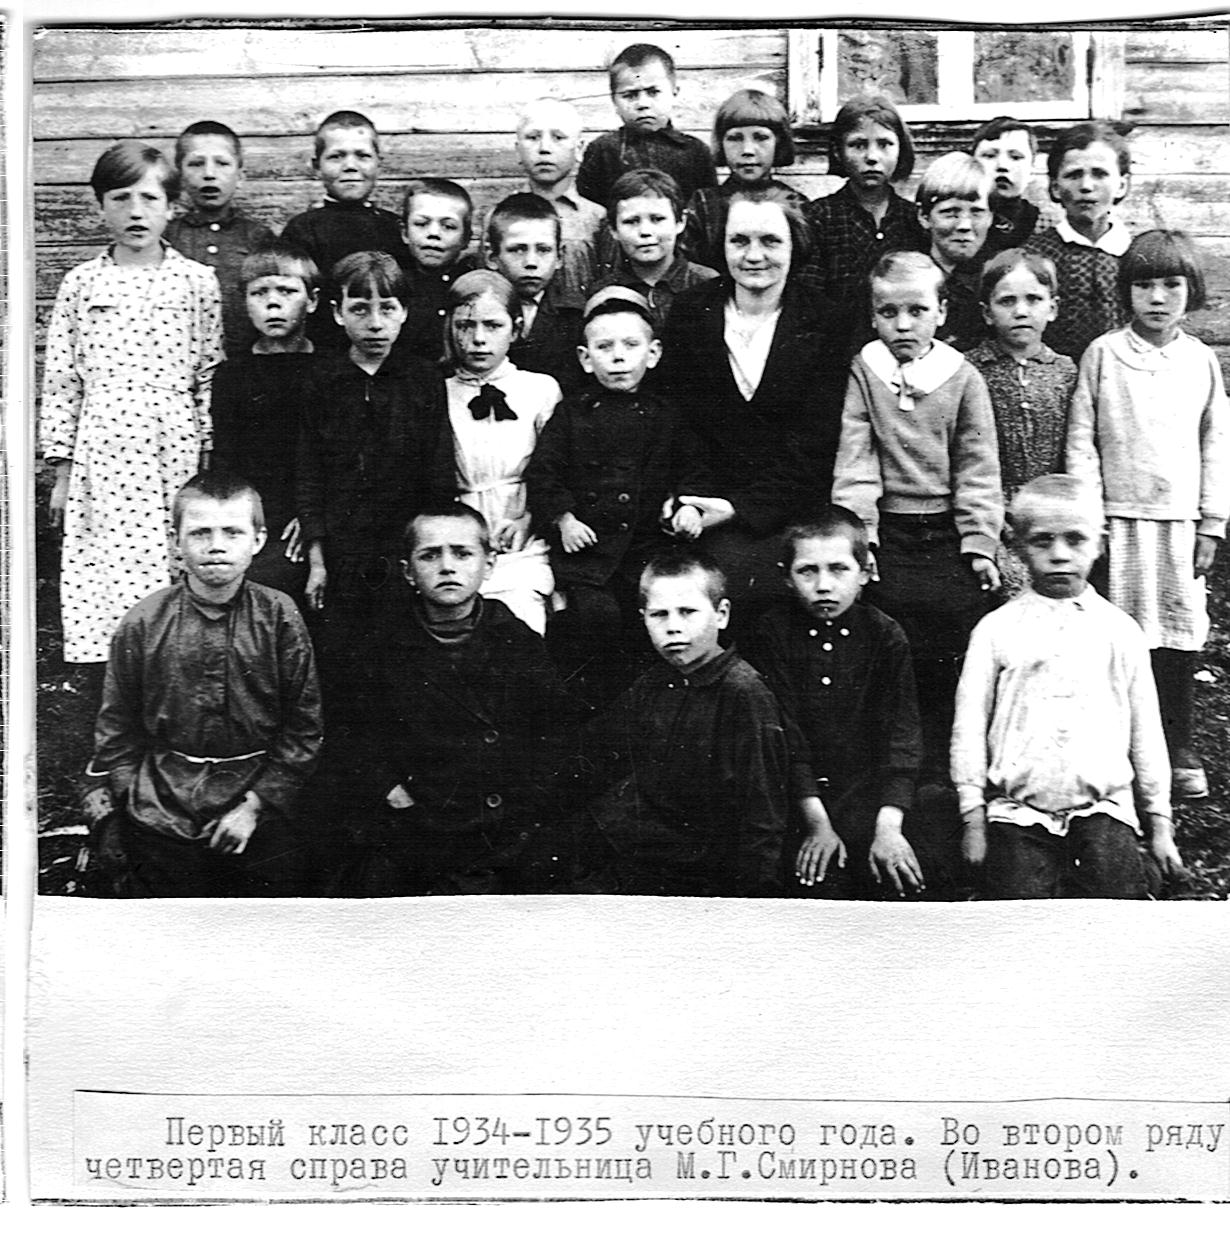 Первый класс 1934-1935 учебного года. Во втором ряду
четвертая справа учительница М.Г.Смирнова (Иванова).